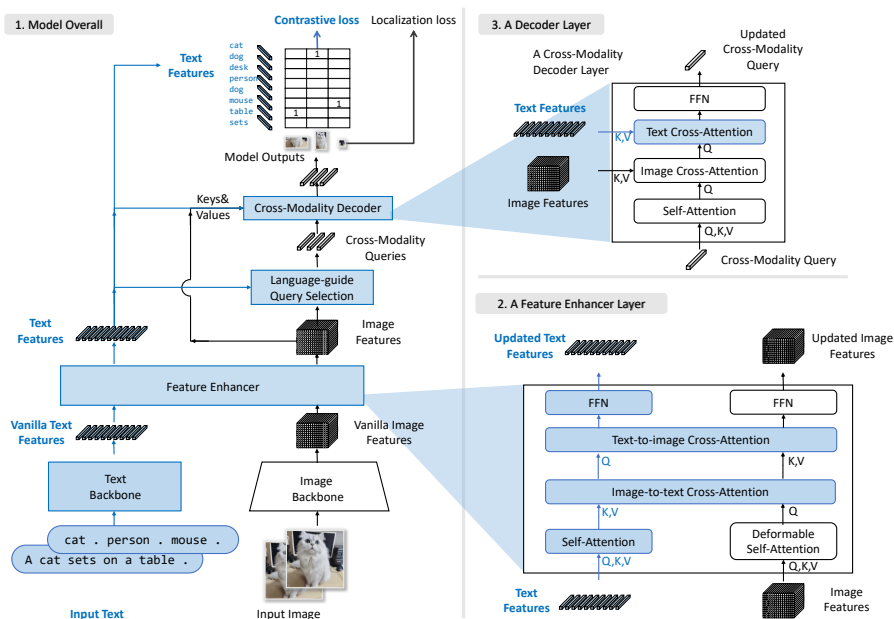 1. Model Overall
Contrastive loss
Localization loss
cat
dog
desk
person
dog
mouse
table
sets
Text
Features
1
1
1
Model Outputs
Keys&
Values
Cross-Modality Decoder
Cross-Modality
Queries
Language-guide
Query Selection
Text
Features
Image
Features
Feature Enhancer
Vanilla Text
Features
Vanilla Image
Features
Text
Backbone
Image
Backbone
cat . person . mouse .
A cat sets on a table .
Input Text
Input Image
3. A Decoder Layer
A Cross-Modality
Decoder Layer
Updated
Cross-Modality
Query
FFN
Text Features
K,V
Text Cross-Attention
Q
K,V
Image Cross-Attention
Image Features
Q
Self-Attention
Q,K,V
Cross-Modality Query
2. A Feature Enhancer Layer
Updated Text
Features
Updated Image
Features
FFN
FFN
Text-to-image Cross-Attention
Q
K,V
Image-to-text Cross-Attention
K,V
Q
Self-Attention
Deformable
Self-Attention
Q,K,V
Q,K,V
Text
Features
Image
Features